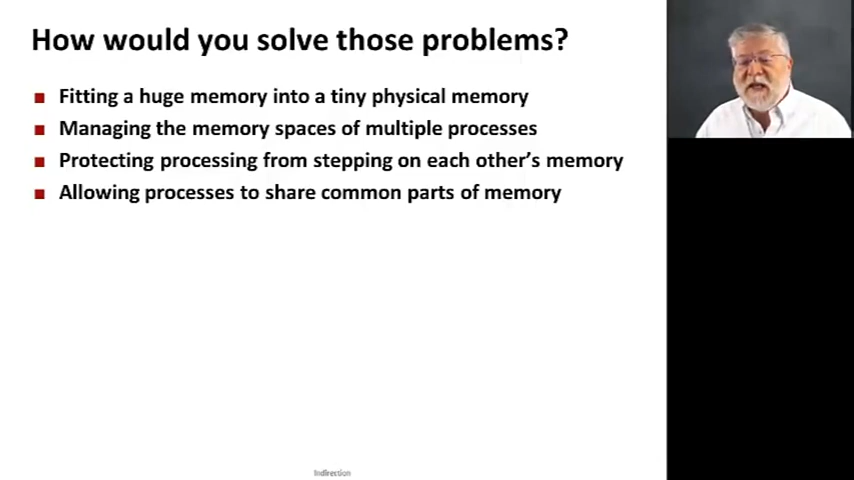 How would you solve those problems?
■ Fitting a huge memory into a tiny physical memory
■ Managing the memory spaces of multiple processes
■ Protecting processing from stepping on each other's memory
■ Allowing processes to share common parts of memory
Indirection